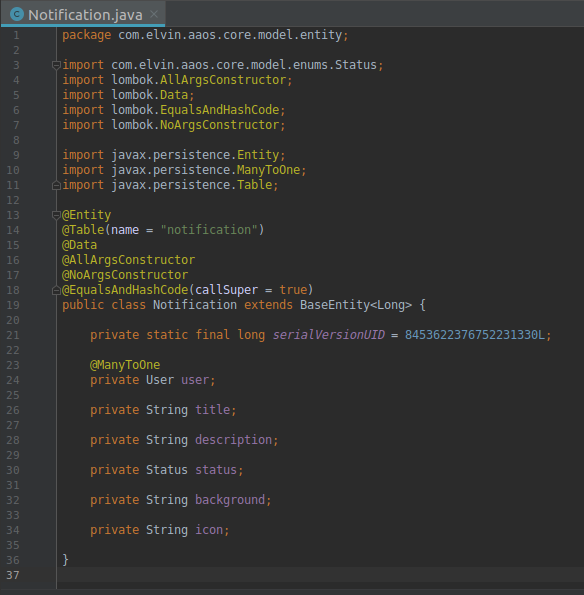 Notification.java
1 package com.elvin.aaos.core.model.entity;
2
3 import com.elvin.aaos.core.model.enums.Status;
4 import lombok.AllArgsConstructor;
5 import lombok.Data;
6 import lombok.EqualsAndHashCode;
7 import lombok.NoArgsConstructor;
8
9 import javax.persistence.Entity;
10 import javax.persistence.ManyToOne;
11 import javax.persistence.Table;
12
13 @Entity
14 @Table(name = "notification")
15 @Data
16 @AllArgsConstructor
17 @NoArgsConstructor
18 @EqualsAndHashCode(callSuper = true)
19 public class Notification extends BaseEntity<Long> {
20
21 private static final long serialVersionUID = 8453622376752231330L;
22
23 @ManyToOne
24 private User user;
25
26 private String title;
27
28 private String description;
29
30 private Status status;
31
32 private String background;
33
34 private String icon;
35
36 }
37